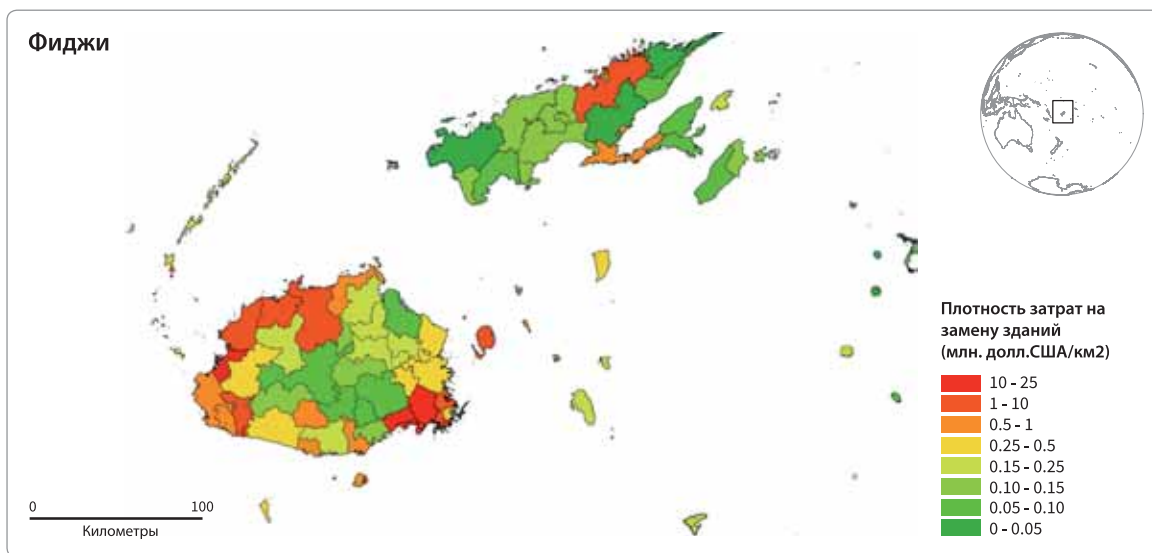 Фиджи
Плотность затрат на
замену зданий
(млн. долл.США/км2)
10 - 25
1 - 10
0.5 - 1
0.25 - 0.5
0.15 - 0.25
0.10 - 0.15
0.05 - 0.10
0 - 0.05
0 100
Километры